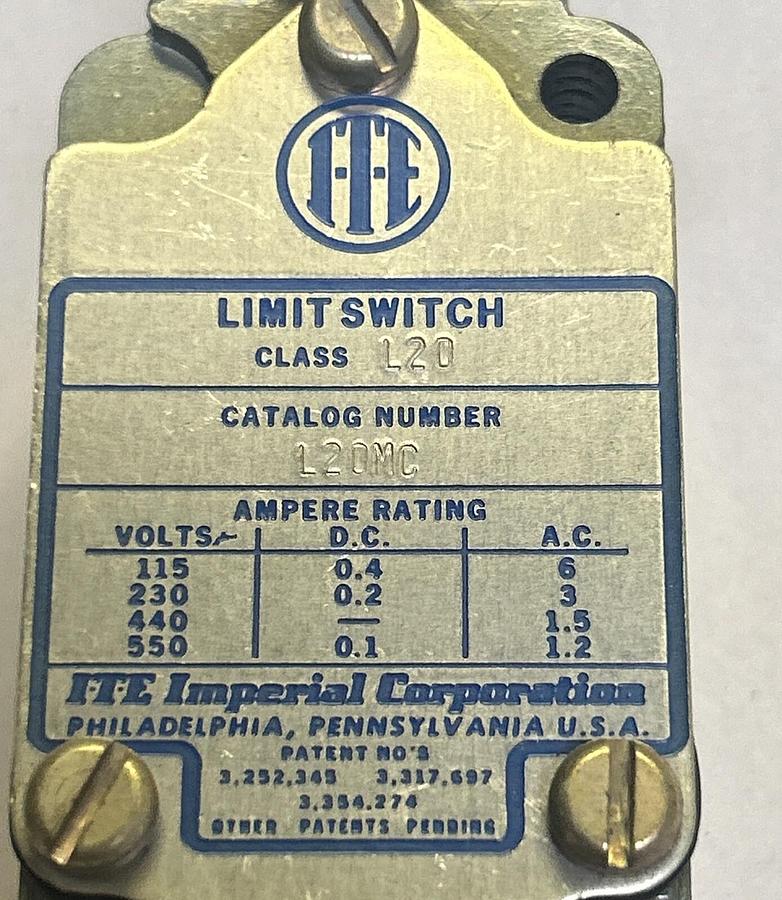 I-T-E
LIMIT SWITCH
CLASS L20
CATALOG NUMBER
L20MC
AMPERE RATING
VOLTS D.C. A.C.
115 0.4 6
230 0.2 3
440 — 1.5
550 0.1 1.2
I-T-E Imperial Corporation
PHILADELPHIA, PENNSYLVANIA U.S.A.
PATENT NO'S
3,252,345 3,317,697
3,354,274
OTHER PATENTS PENDING